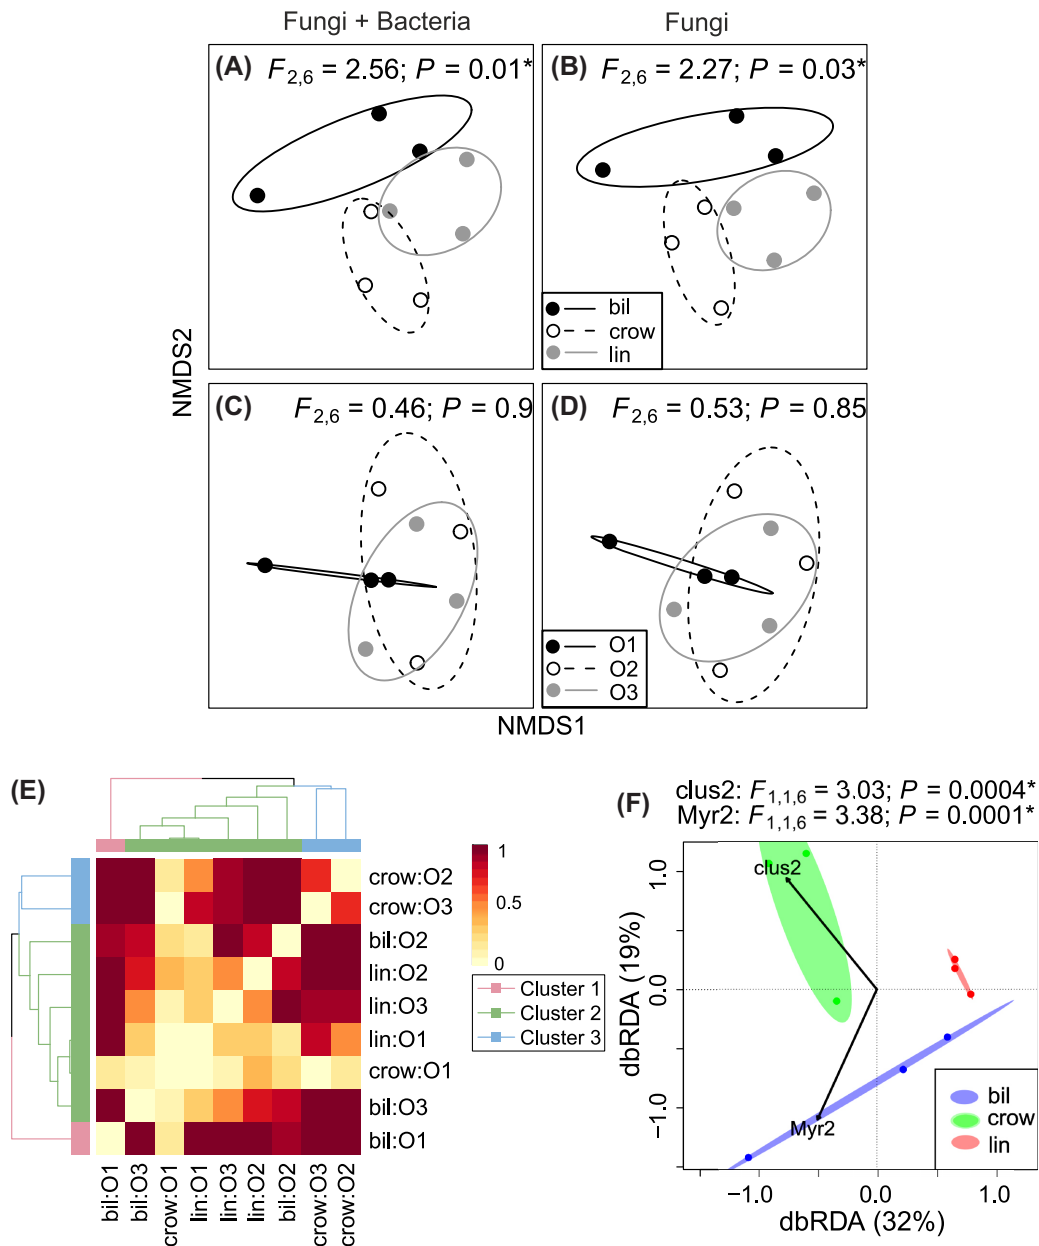 Fungi + Bacteria
Fungi
(A) F2,6 = 2.56; P = 0.01*
(B) F2,6 = 2.27; P = 0.03*
bil
crow
lin
NMDS2
(C) F2,6 = 0.46; P = 0.9
(D) F2,6 = 0.53; P = 0.85
O1
O2
O3
NMDS1
(E)
1
0.5
0
crow:O2
crow:O3
bil:O2
lin:O2
lin:O3
lin:O1
crow:O1
bil:O3
bil:O1
Cluster 1
Cluster 2
Cluster 3
bil:O1
bil:O3
crow:O1
lin:O1
lin:O3
lin:O2
bil:O2
crow:O3
crow:O2
(F)
clus2: F1,1,6 = 3.03; P = 0.0004*
Myr2: F1,1,6 = 3.38; P = 0.0001*
clus2
Myr2
1.0
0.0
−1.0
dbRDA (19%)
bil
crow
lin
−1.0
0.0
1.0
dbRDA (32%)